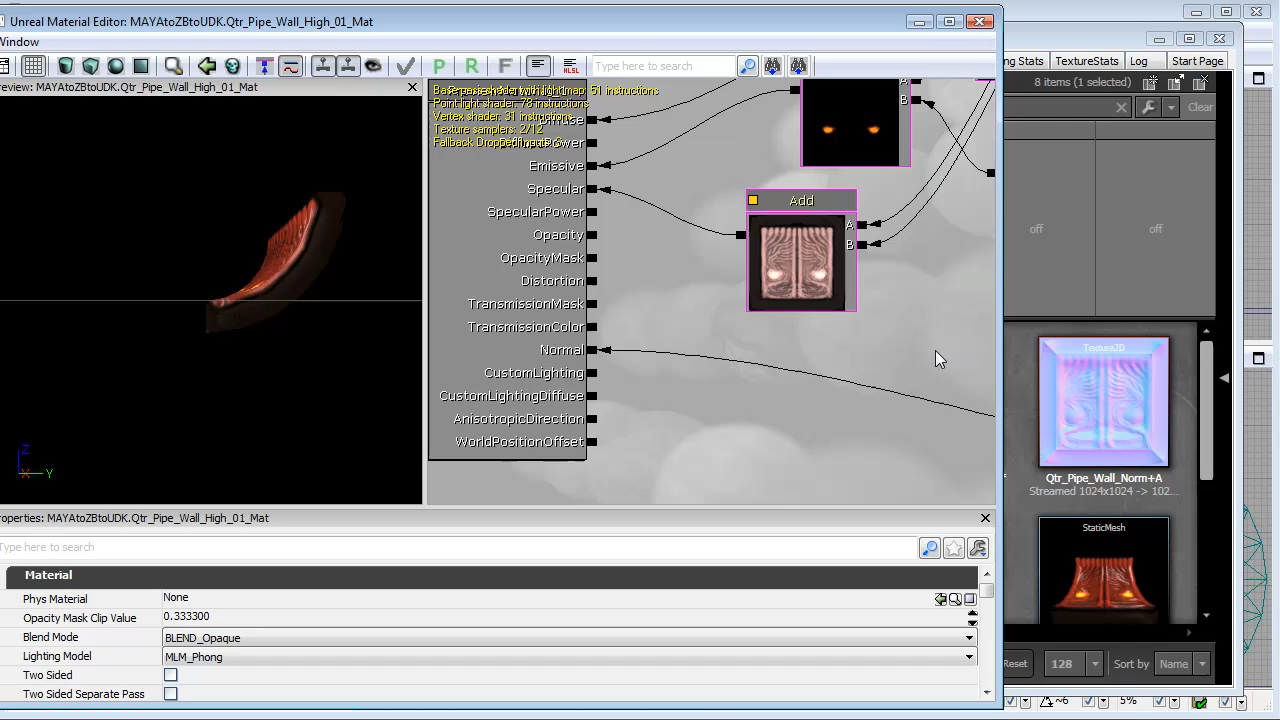 Unreal Material Editor: MAYAtoZBtoUDK.Qtr_Pipe_Wall_High_01_Mat
Window
P R F HLSL Type here to search
review: MAYAtoZBtoUDK.Qtr_Pipe_Wall_High_01_Mat
Point light shader: 78 instructions
Vertex shader: 31 instructions
Texture samplers: 2/12
Emissive
Specular
SpecularPower
Opacity
OpacityMask
Distortion
TransmissionMask
TransmissionColor
Normal
CustomLighting
CustomLightingDiffuse
AnisotropicDirection
WorldPositionOffset
B
Add
A
B
Z
X Y
roperties: MAYAtoZBtoUDK.Qtr_Pipe_Wall_High_01_Mat
Type here to search
Material
Phys Material None
Opacity Mask Clip Value 0.333300
Blend Mode BLEND_Opaque
Lighting Model MLM_Phong
Two Sided
Two Sided Separate Pass
ng Stats TextureStats Log Start Page
8 items (1 selected)
Clear
off off
Texture2D
Qtr_Pipe_Wall_Norm+A
Streamed 1024x1024 -> 102...
StaticMesh
Reset 128 Sort by Name
~6 5%